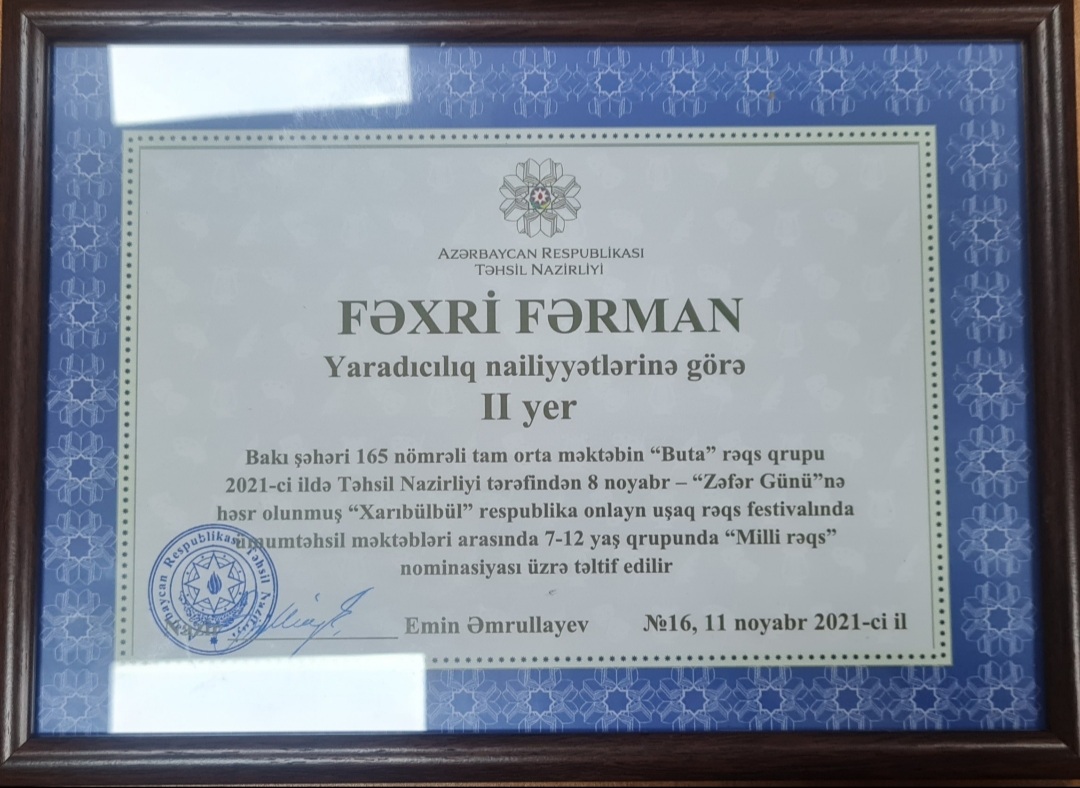 AZƏRBAYCAN RESPUBLİKASI
TƏHSİL NAZİRLİYİ
FƏXRİ FƏRMAN
Yaradıcılıq nailiyyətlərinə görə
II yer
Bakı şəhəri 165 nömrəli tam orta məktəbin “Buta” rəqs qrupu
2021-ci ildə Təhsil Nazirliyi tərəfindən 8 noyabr – “Zəfər Günü”nə
həsr olunmuş “Xarıbülbül” respublika onlayn uşaq rəqs festivalında
ümumtəhsil məktəbləri arasında 7-12 yaş qrupunda “Milli rəqs”
nominasiyası üzrə təltif edilir
Respublikası Təhsil
Emin Əmrullayev №16, 11 noyabr 2021-ci il